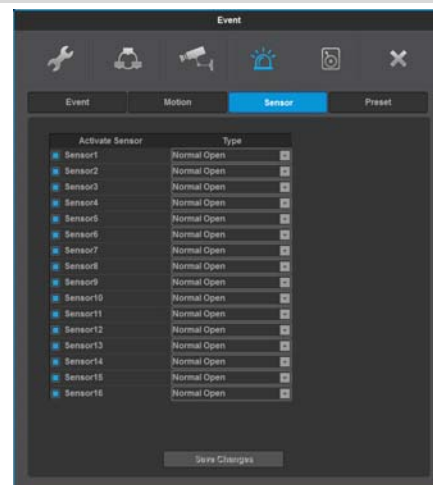 Event
Event Motion Sensor Preset
Activate Sensor Type
Sensor1 Normal Open
Sensor2 Normal Open
Sensor3 Normal Open
Sensor4 Normal Open
Sensor5 Normal Open
Sensor6 Normal Open
Sensor7 Normal Open
Sensor8 Normal Open
Sensor9 Normal Open
Sensor10 Normal Open
Sensor11 Normal Open
Sensor12 Normal Open
Sensor13 Normal Open
Sensor14 Normal Open
Sensor15 Normal Open
Sensor16 Normal Open
Save Changes